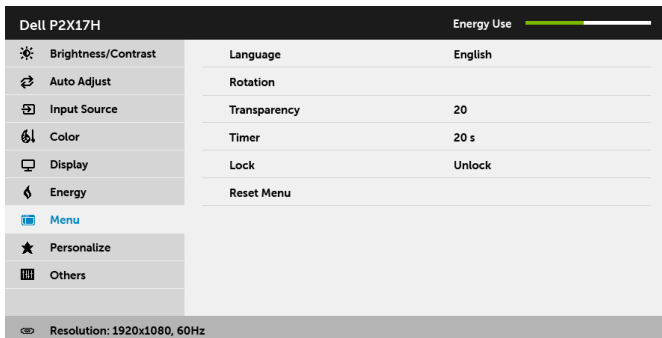 Dell P2X17H Energy Use
Brightness/Contrast Language English
Auto Adjust Rotation
Input Source Transparency 20
Color Timer 20 s
Display Lock Unlock
Energy Reset Menu
Menu
Personalize
Others
Resolution: 1920x1080, 60Hz